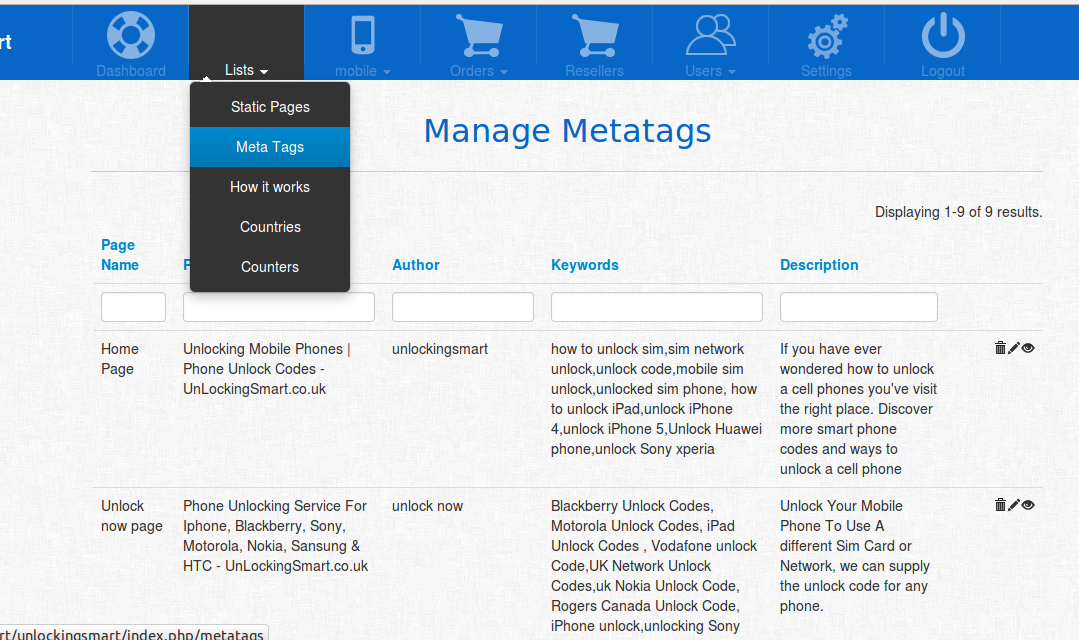 rt
Dashboard
Lists
mobile
Orders
Resellers
Users
Settings
Logout
Static Pages
Meta Tags
How it works
Countries
Counters
Manage Metatags
Displaying 1-9 of 9 results.
Page
Name
Author
Keywords
Description
Home
Page
Unlocking Mobile Phones |
Phone Unlock Codes -
UnLockingSmart.co.uk
unlockingsmart
how to unlock sim,sim network
unlock,unlock code,mobile sim
unlock,unlocked sim phone, how
to unlock iPad,unlock iPhone
4,unlock iPhone 5,Unlock Huawei
phone,unlock Sony xperia
If you have ever
wondered how to unlock
a cell phones you've visit
the right place. Discover
more smart phone
codes and ways to
unlock a cell phone
Unlock
now page
Phone Unlocking Service For
Iphone, Blackberry, Sony,
Motorola, Nokia, Sansung &
HTC - UnLockingSmart.co.uk
unlock now
Blackberry Unlock Codes,
Motorola Unlock Codes, iPad
Unlock Codes , Vodafone unlock
Code,UK Network Unlock
Codes,uk Nokia Unlock Code,
Rogers Canada Unlock Code,
iPhone unlock,unlocking Sony
Unlock Your Mobile
Phone To Use A
different Sim Card or
Network, we can supply
the unlock code for any
phone.
rt/unlockingsmart/index.php/metatags